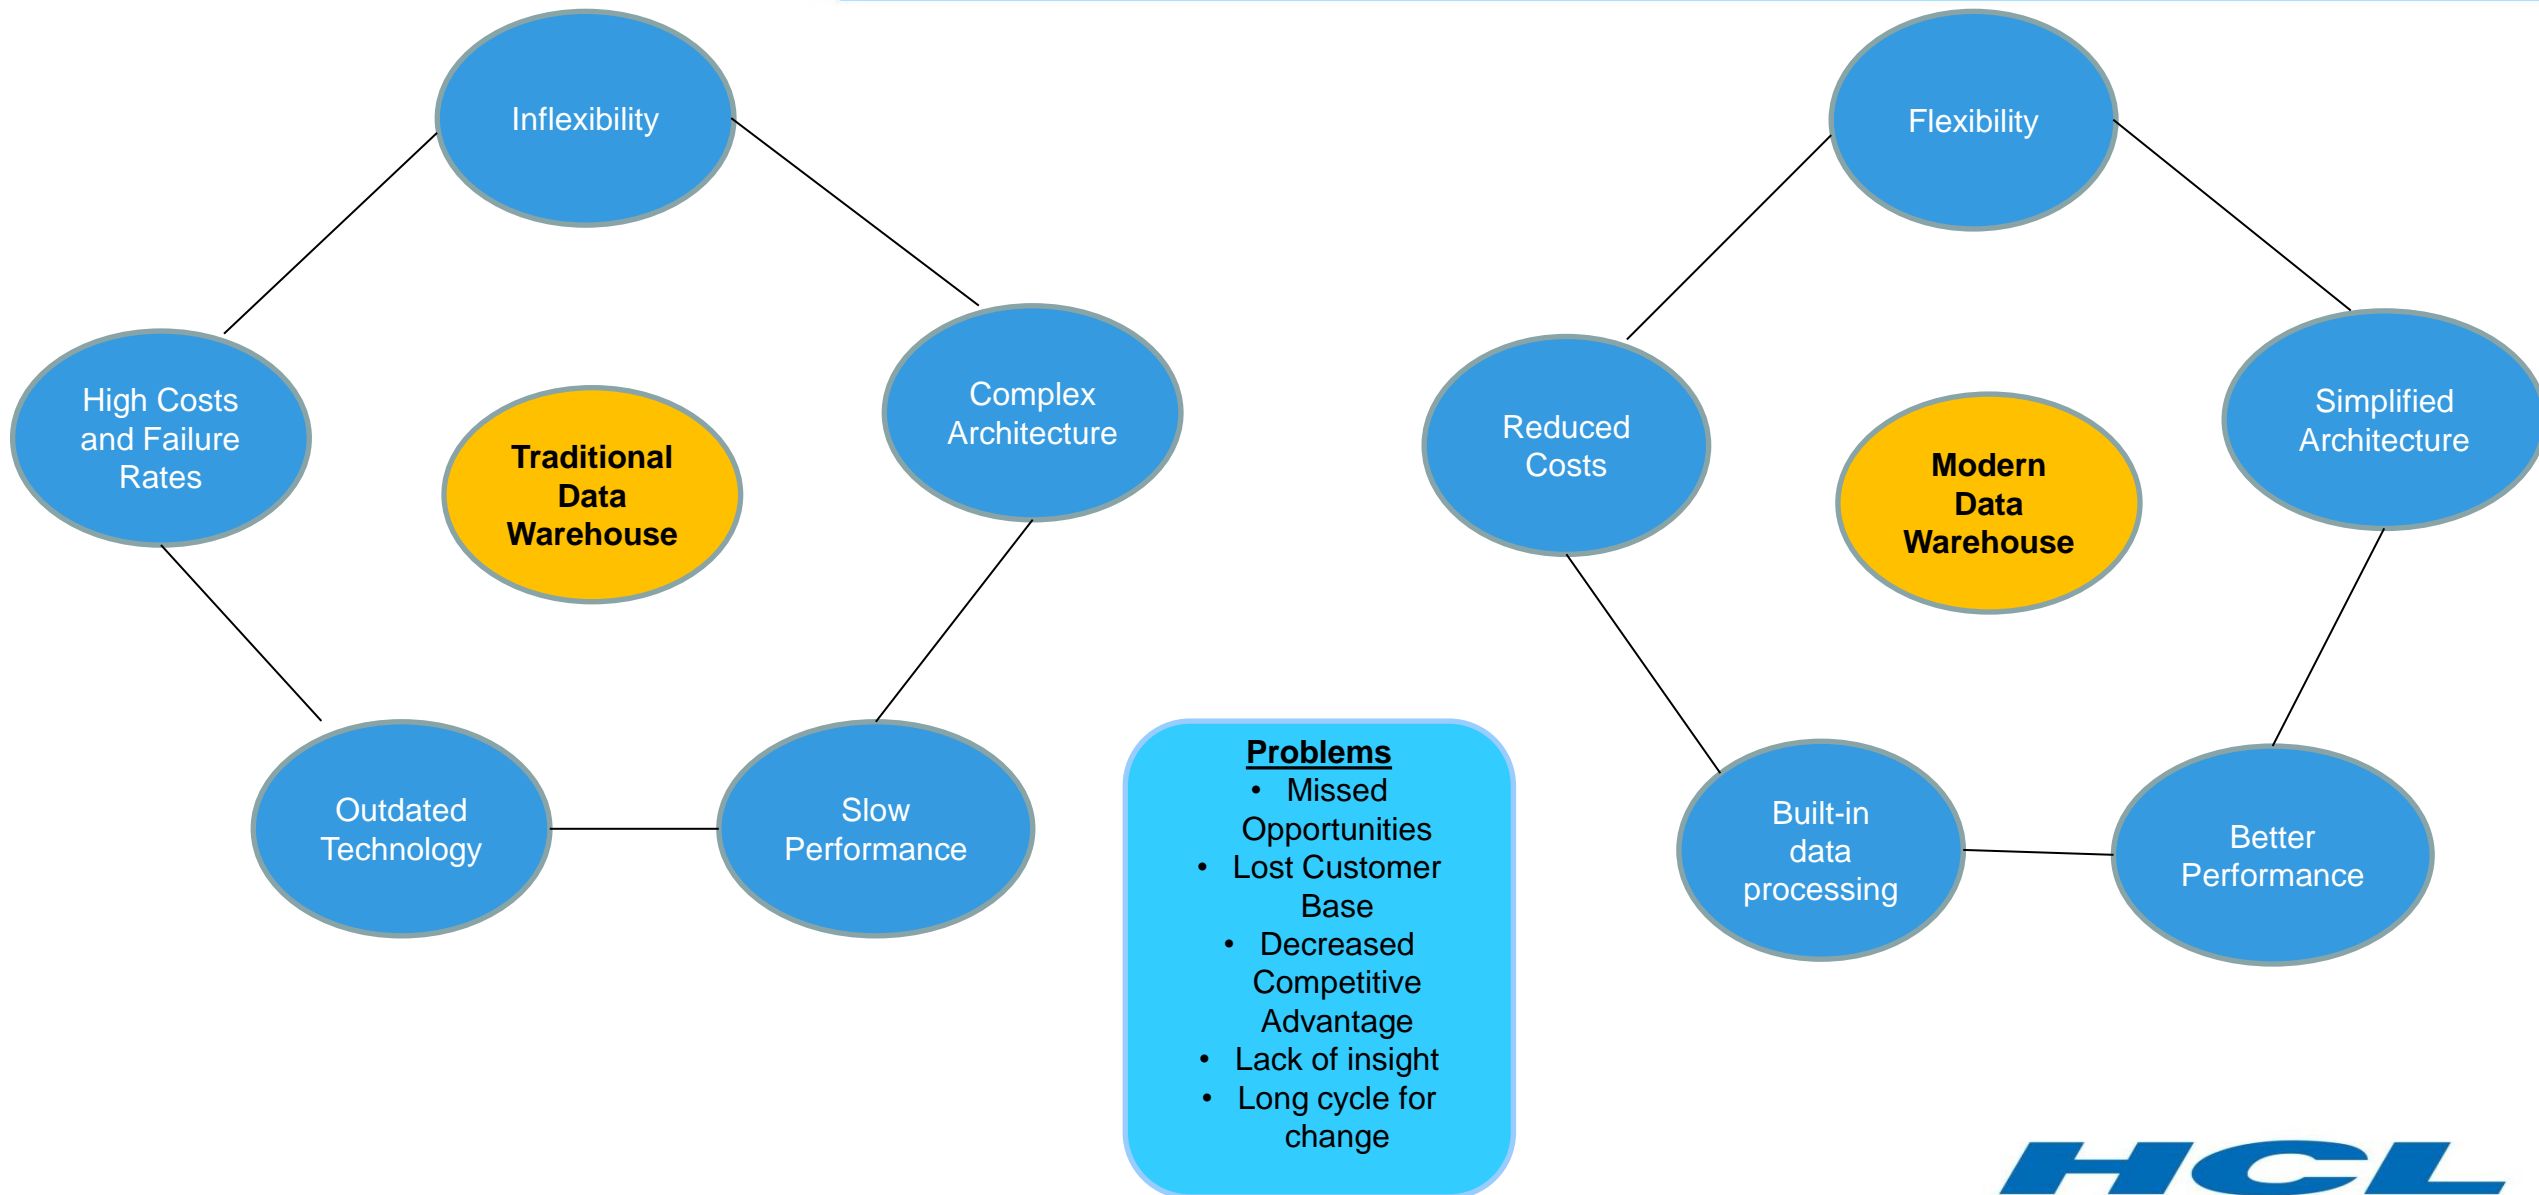 Inflexibility
High Costs
and Failure
Rates
Complex
Architecture
Traditional
Data
Warehouse
Outdated
Technology
Slow
Performance
Problems
• Missed
Opportunities
• Lost Customer
Base
• Decreased
Competitive
Advantage
• Lack of insight
• Long cycle for
change
Flexibility
Reduced
Costs
Simplified
Architecture
Modern
Data
Warehouse
Built-in
data
processing
Better
Performance
HCL